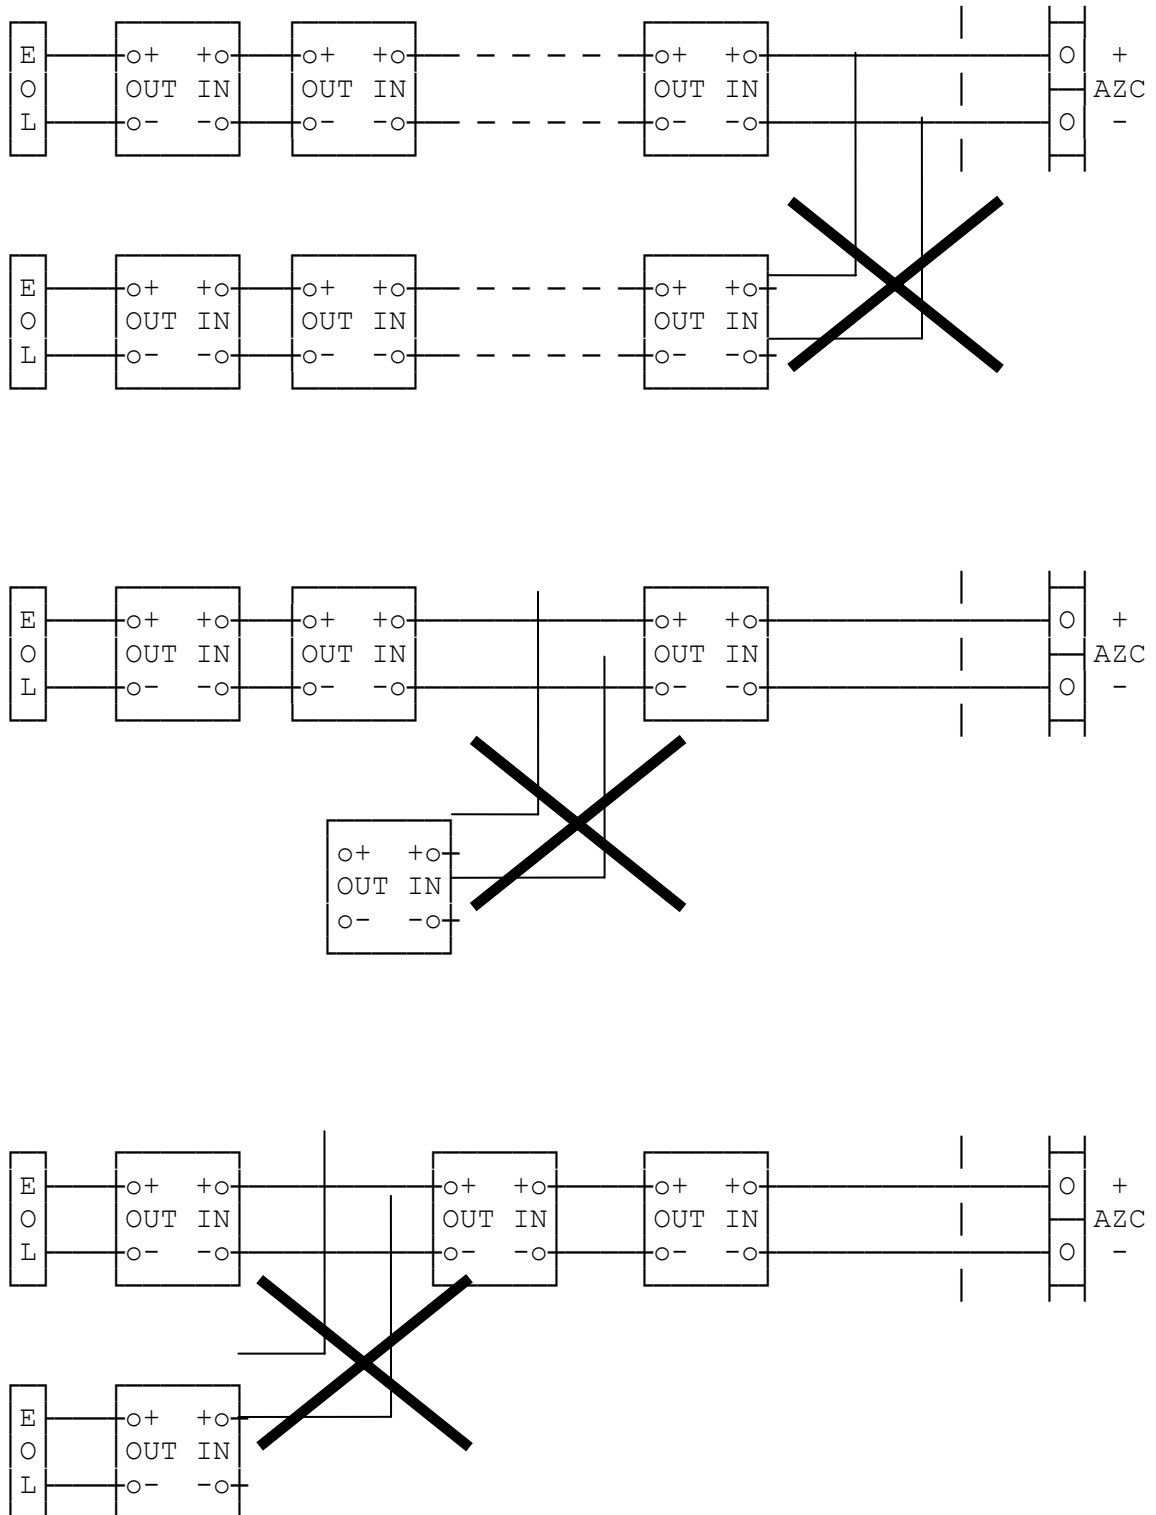 E o+ +o o+ +o o+ +o O +
O OUT IN OUT IN OUT IN AZC
L o- -o o- -o o- -o O -
E o+ +o o+ +o o+ +o
O OUT IN OUT IN OUT IN
L o- -o o- -o o- -o
E o+ +o o+ +o o+ +o O +
O OUT IN OUT IN OUT IN AZC
L o- -o o- -o o- -o O -
o+ +o
OUT IN
o- -o
E o+ +o o+ +o o+ +o O +
O OUT IN OUT IN OUT IN AZC
L o- -o o- -o o- -o O -
E o+ +o
O OUT IN
L o- -o